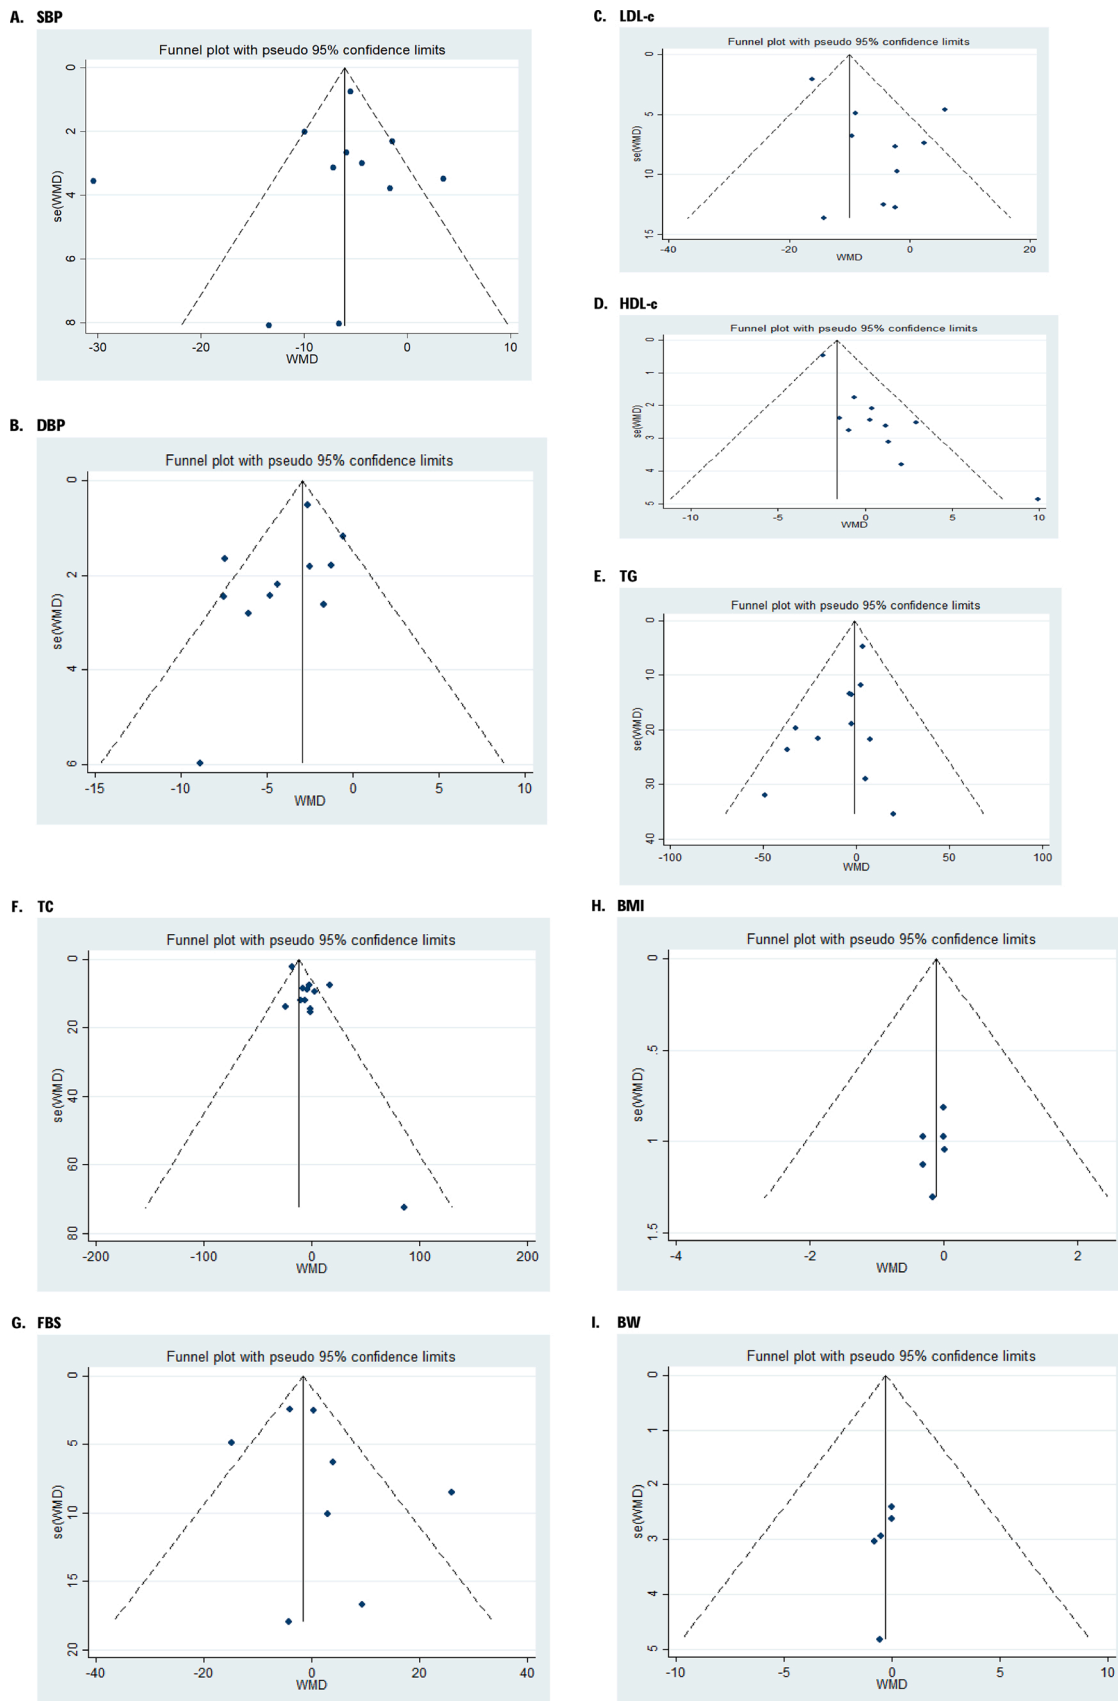 A. SBP
Funnel plot with pseudo 95% confidence limits
se(WMD)
0
2
4
6
8
-30
-20
-10
0
10
WMD
B. DBP
Funnel plot with pseudo 95% confidence limits
se(WMD)
0
2
4
6
-15
-10
-5
0
5
10
WMD
C. LDL-c
Funnel plot with pseudo 95% confidence limits
se(WMD)
0
5
10
15
-40
-20
0
20
WMD
D. HDL-c
Funnel plot with pseudo 95% confidence limits
se(WMD)
0
1
2
3
4
5
-10
-5
0
5
10
WMD
E. TG
Funnel plot with pseudo 95% confidence limits
se(WMD)
0
10
20
30
40
-100
-50
0
50
100
WMD
F. TC
Funnel plot with pseudo 95% confidence limits
se(WMD)
0
20
40
60
80
-200
-100
0
100
200
WMD
G. FBS
Funnel plot with pseudo 95% confidence limits
se(WMD)
0
5
10
15
20
-40
-20
0
20
40
WMD
H. BMI
Funnel plot with pseudo 95% confidence limits
se(WMD)
0
.5
1
1.5
-4
-2
0
2
WMD
I. BW
Funnel plot with pseudo 95% confidence limits
se(WMD)
0
1
2
3
4
5
-10
-5
0
5
10
WMD